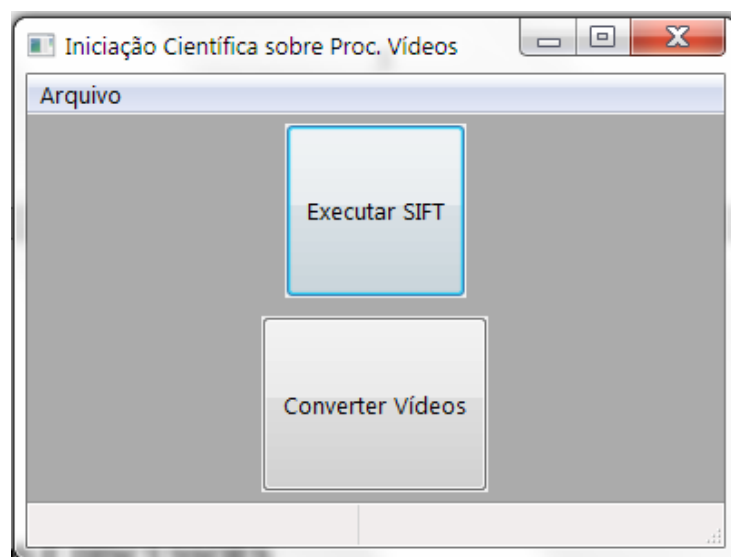 Iniciação Científica sobre Proc. Vídeos
Arquivo
Executar SIFT
Converter Vídeos